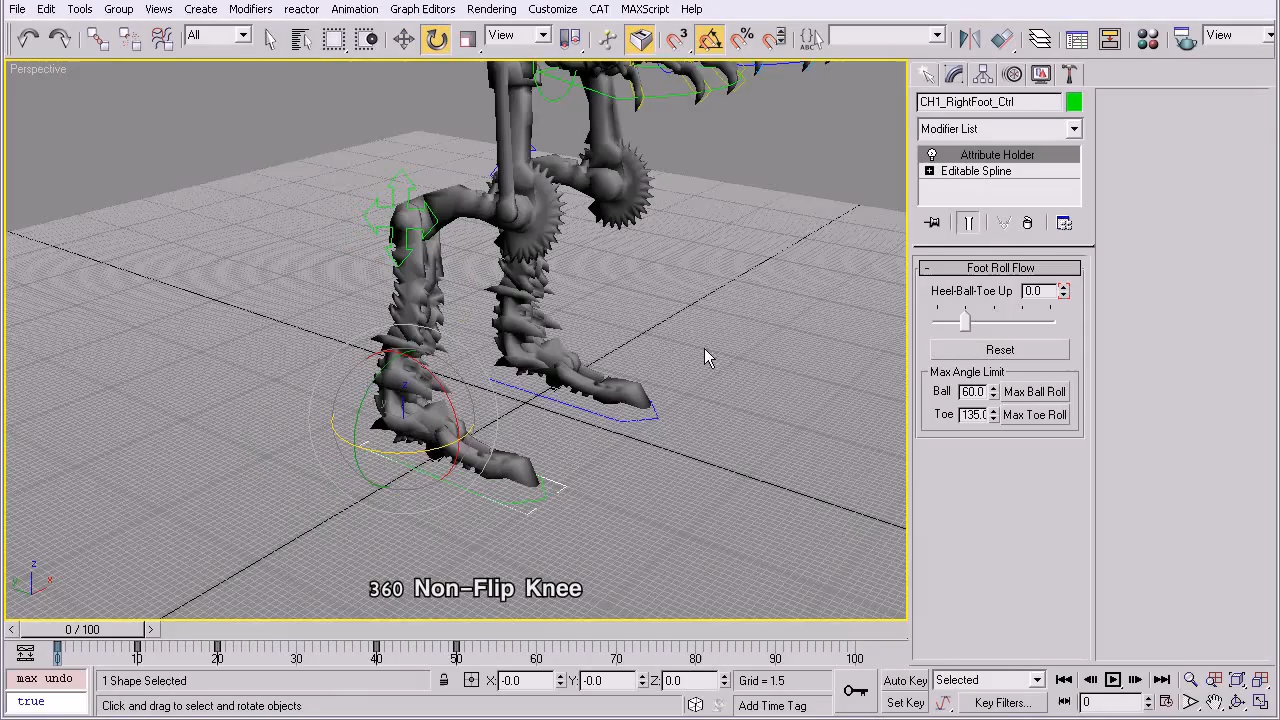 File Edit Tools Group Views Create Modifiers reactor Animation Graph Editors Rendering Customize CAT MAXScript Help
All View 3 % ABC View
Perspective
CH1_RightFoot_Ctrl
Modifier List
Attribute Holder
Editable Spline
- Foot Roll Flow
Heel-Ball-Toe Up 0.0
Reset
Max Angle Limit
Ball 60.0 Max Ball Roll
Toe 135.0 Max Toe Roll
z
z
y x
360 Non-Flip Knee
< 0 / 100 >
0 10 20 30 40 50 60 70 80 90 100
max undo 1 Shape Selected X: -0.0 Y: -0.0 Z: 0.0 Grid = 1.5 Auto Key Selected
true Click and drag to select and rotate objects Add Time Tag Set Key Key Filters... 0